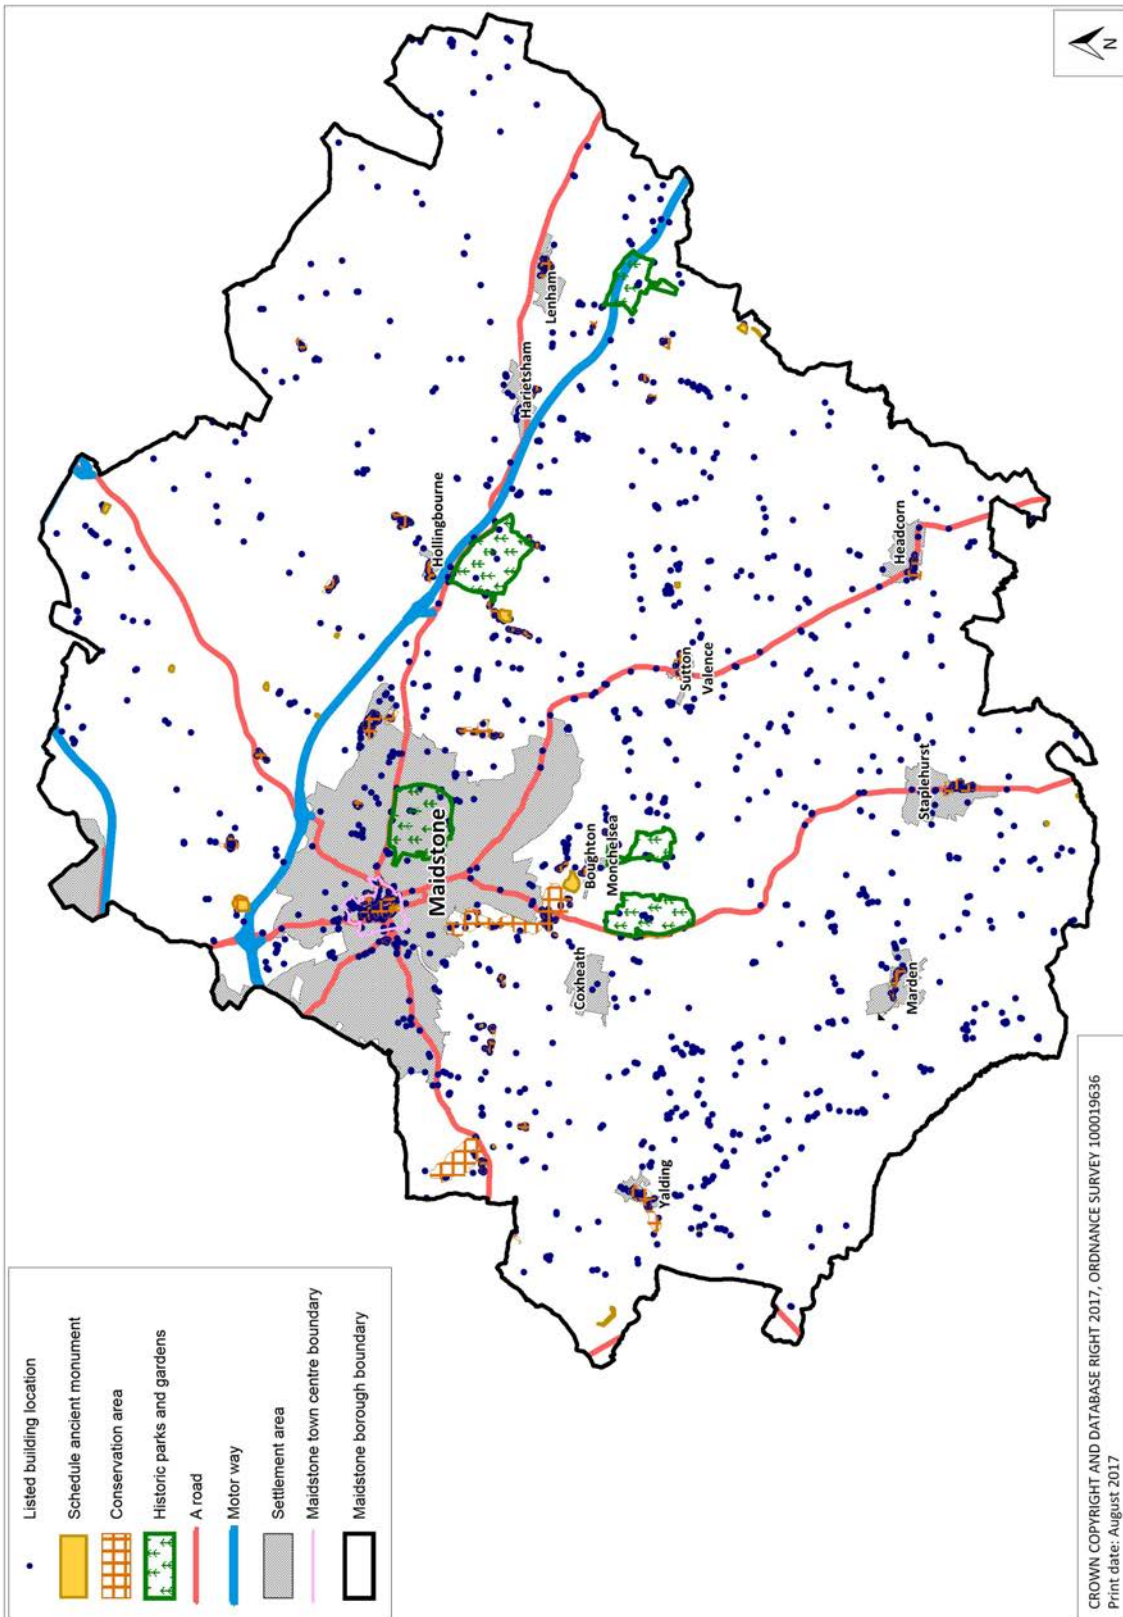 N
Listed building location
Schedule ancient monument
Conservation area
Historic parks and gardens
A road
Motor way
Settlement area
Maidstone town centre boundary
Maidstone borough boundary
Maidstone
Hollingbourne
Harietsham
Lenham
Coxheath
Boughton
Monchelsea
Sutton
Valence
Yalding
Marden
Staplehurst
Headcorn
CROWN COPYRIGHT AND DATABASE RIGHT 2017, ORDNANCE SURVEY 100019636
Print date: August 2017